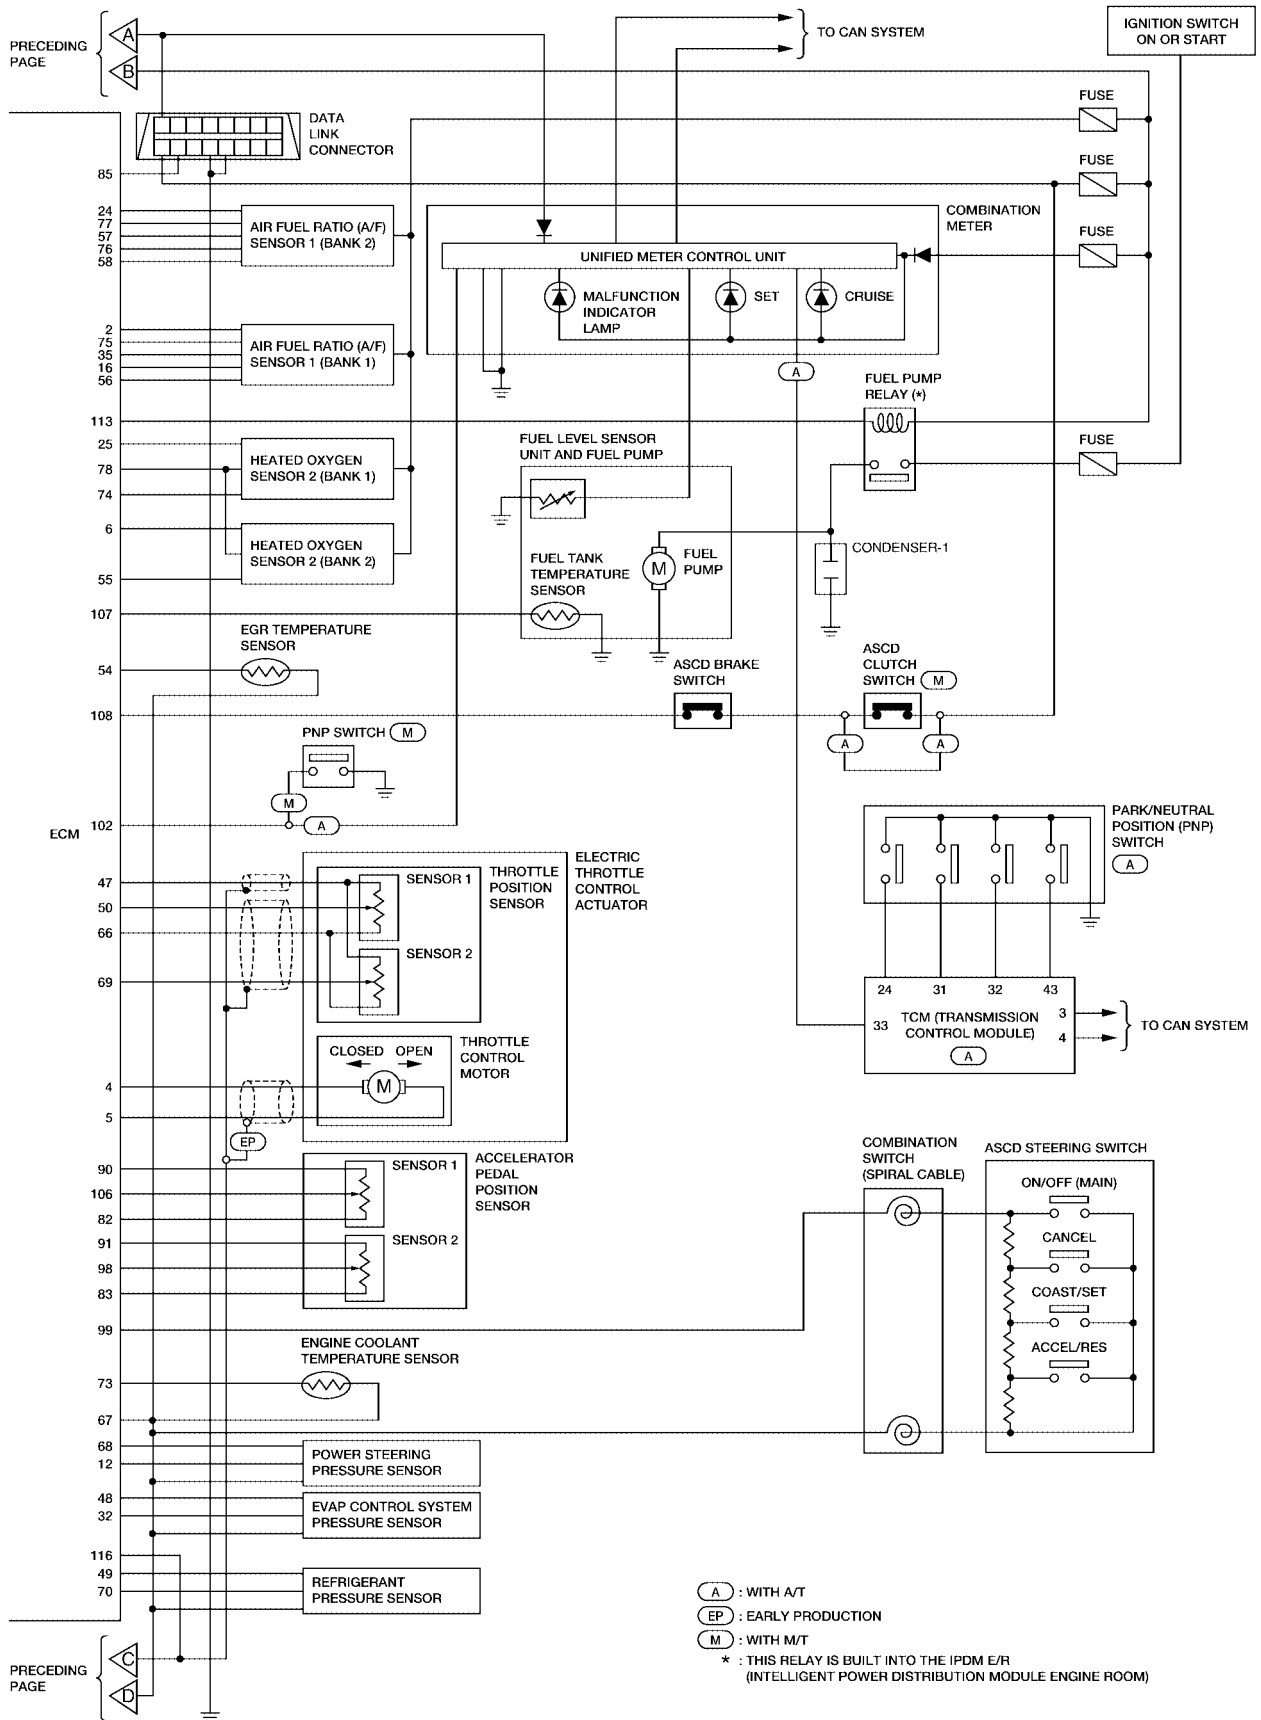 PRECEDING
PAGE
A
B
TO CAN SYSTEM
IGNITION SWITCH
ON OR START
FUSE
DATA
LINK
CONNECTOR
FUSE
85
24
77
57
76
58
AIR FUEL RATIO (A/F)
SENSOR 1 (BANK 2)
COMBINATION
METER
FUSE
UNIFIED METER CONTROL UNIT
MALFUNCTION
INDICATOR
LAMP
SET
CRUISE
2
75
35
16
56
AIR FUEL RATIO (A/F)
SENSOR 1 (BANK 1)
A
FUEL PUMP
RELAY (*)
113
25
78
74
HEATED OXYGEN
SENSOR 2 (BANK 1)
FUEL LEVEL SENSOR
UNIT AND FUEL PUMP
FUSE
6
55
HEATED OXYGEN
SENSOR 2 (BANK 2)
FUEL TANK
TEMPERATURE
SENSOR
M
FUEL
PUMP
CONDENSER-1
107
EGR TEMPERATURE
SENSOR
54
ASCD BRAKE
SWITCH
ASCD
CLUTCH
SWITCH
M
108
PNP SWITCH
M
A
A
M
ECM
102
A
PARK/NEUTRAL
POSITION (PNP)
SWITCH
A
ELECTRIC
THROTTLE
CONTROL
ACTUATOR
47
50
66
69
SENSOR 1
THROTTLE
POSITION
SENSOR
SENSOR 2
24
31
32
43
33
TCM (TRANSMISSION
CONTROL MODULE)
A
3
4
TO CAN SYSTEM
CLOSED
OPEN
M
THROTTLE
CONTROL
MOTOR
4
5
EP
90
106
82
91
98
83
SENSOR 1
SENSOR 2
ACCELERATOR
PEDAL
POSITION
SENSOR
COMBINATION
SWITCH
(SPIRAL CABLE)
ASCD STEERING SWITCH
ON/OFF (MAIN)
CANCEL
COAST/SET
ACCEL/RES
99
ENGINE COOLANT
TEMPERATURE SENSOR
73
67
68
12
POWER STEERING
PRESSURE SENSOR
48
32
EVAP CONTROL SYSTEM
PRESSURE SENSOR
116
49
70
REFRIGERANT
PRESSURE SENSOR
PRECEDING
PAGE
C
D
A : WITH A/T
EP : EARLY PRODUCTION
M : WITH M/T
* : THIS RELAY IS BUILT INTO THE IPDM E/R
(INTELLIGENT POWER DISTRIBUTION MODULE ENGINE ROOM)